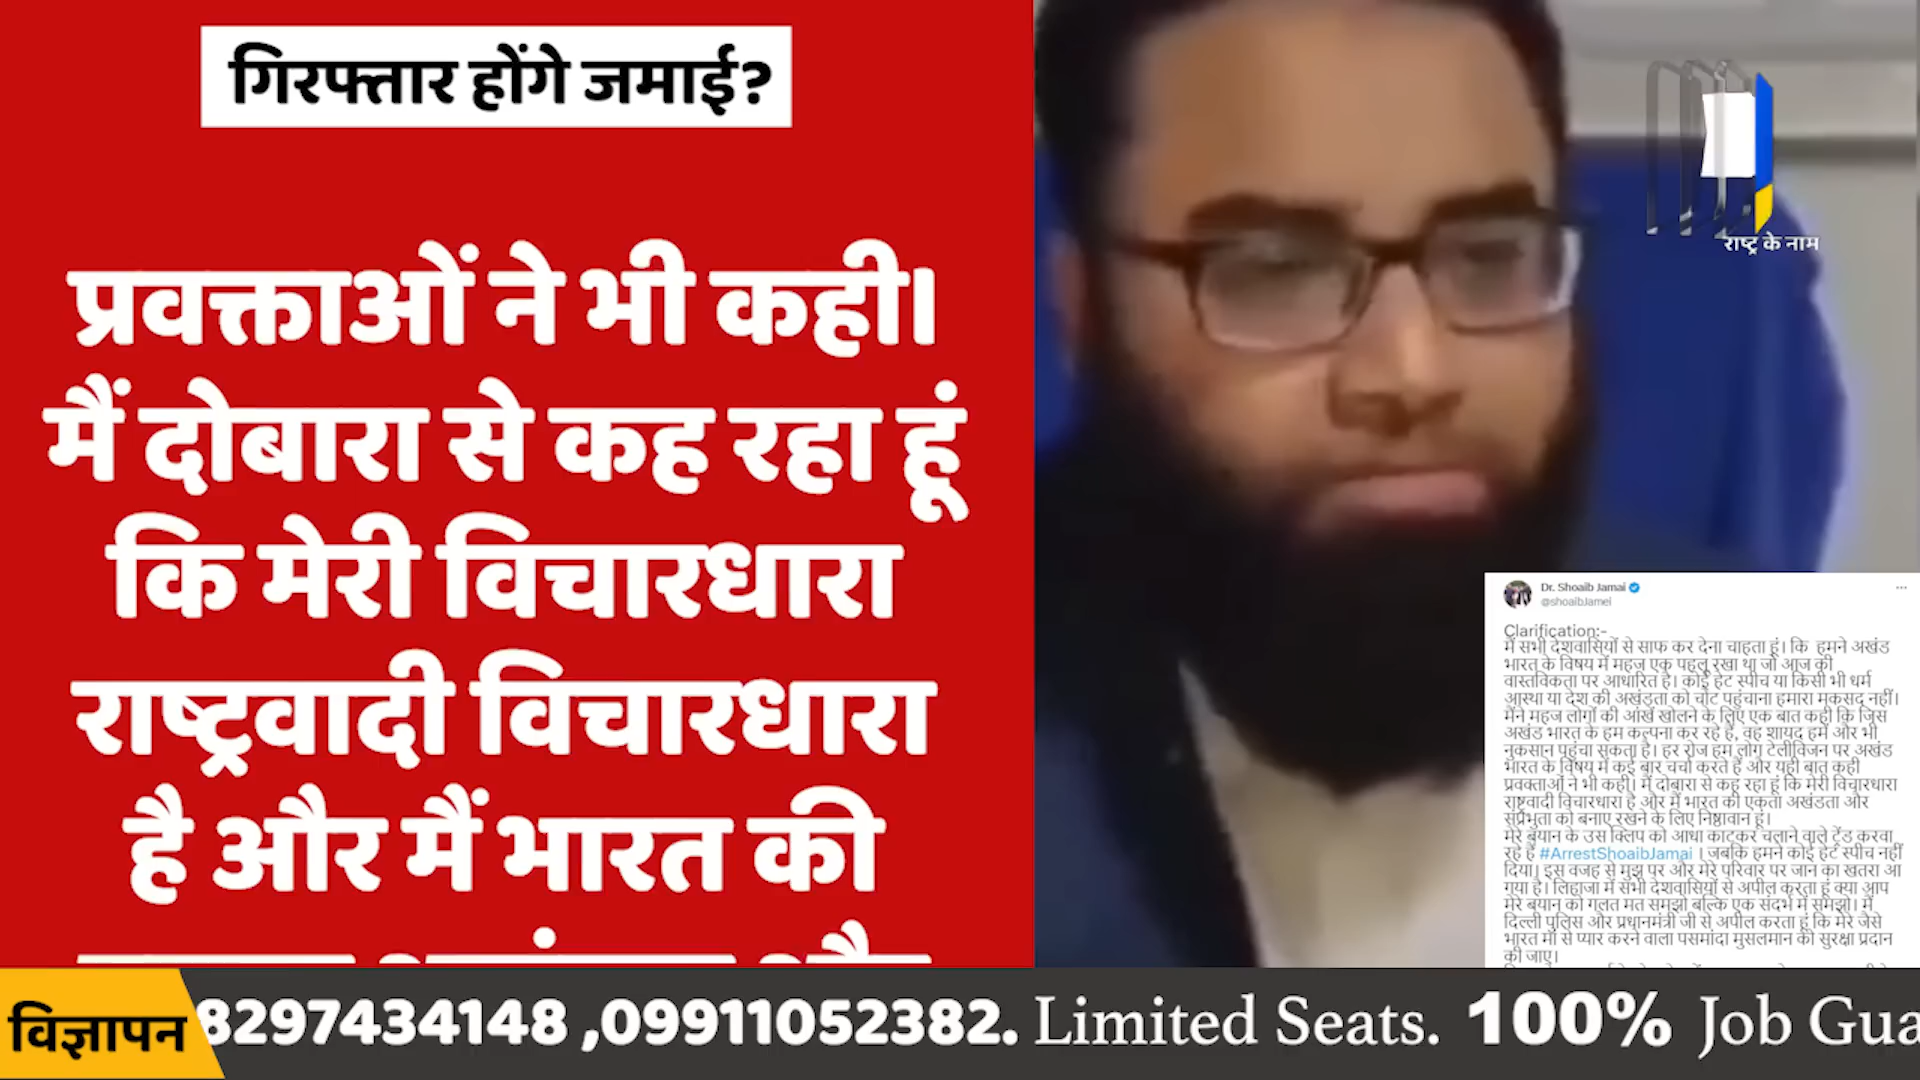 गिरफ्तार होंगे जमाई?
प्रवक्ताओं ने भी कही।
मैं दोबारा से कह रहा हूं
कि मेरी विचारधारा
राष्ट्रवादी विचारधारा
है और मैं भारत की
राष्ट्र के नाम
Dr. Shoaib Jamai
@shoaibJamei
Clarification:-
मैं सभी देशवासियों से साफ कर देना चाहता हूं। कि हमने अखंड
भारत के विषय में महज एक पहलू रखा था जो आज की
वास्तविकता पर आधारित है। कोई हेट स्पीच या किसी भी धर्म
आस्था या देश की अखंडता को चोट पहुंचाना हमारा मकसद नहीं।
मैंने महज लोगों की आंखें खोलने के लिए एक बात कही कि जिस
अखंड भारत के हम कल्पना कर रहे हैं, वह शायद हमें और भी
नुकसान पहुंचा सकता है। हर रोज हम लोग टेलीविजन पर अखंड
भारत के विषय में कई बार चर्चा करते हैं और यही बात कही
प्रवक्ताओं ने भी कही। मैं दोबारा से कह रहा हूं कि मेरी विचारधारा
राष्ट्रवादी विचारधारा है और मैं भारत की एकता अखंडता और
संप्रभुता को बनाए रखने के लिए निष्ठावान हूं।
मेरे बयान के उस क्लिप को आधा काटकर चलाने वाले ट्रेंड करवा
रहे हैं #ArrestShoaibJamai । जबकि हमने कोई हेट स्पीच नहीं
दिया। इस वजह से मुझ पर और मेरे परिवार पर जान का खतरा आ
गया है। लिहाजा मैं सभी देशवासियों से अपील करता हूं क्या आप
मेरे बयान को गलत मत समझो बल्कि एक संदर्भ में समझो। मैं
दिल्ली पुलिस और प्रधानमंत्री जी से अपील करता हूं कि मेरे जैसे
भारत मां से प्यार करने वाला पसमांदा मुसलमान को सुरक्षा प्रदान
की जाए।
विज्ञापन 8297434148 ,09911052382. Limited Seats. 100% Job Gua